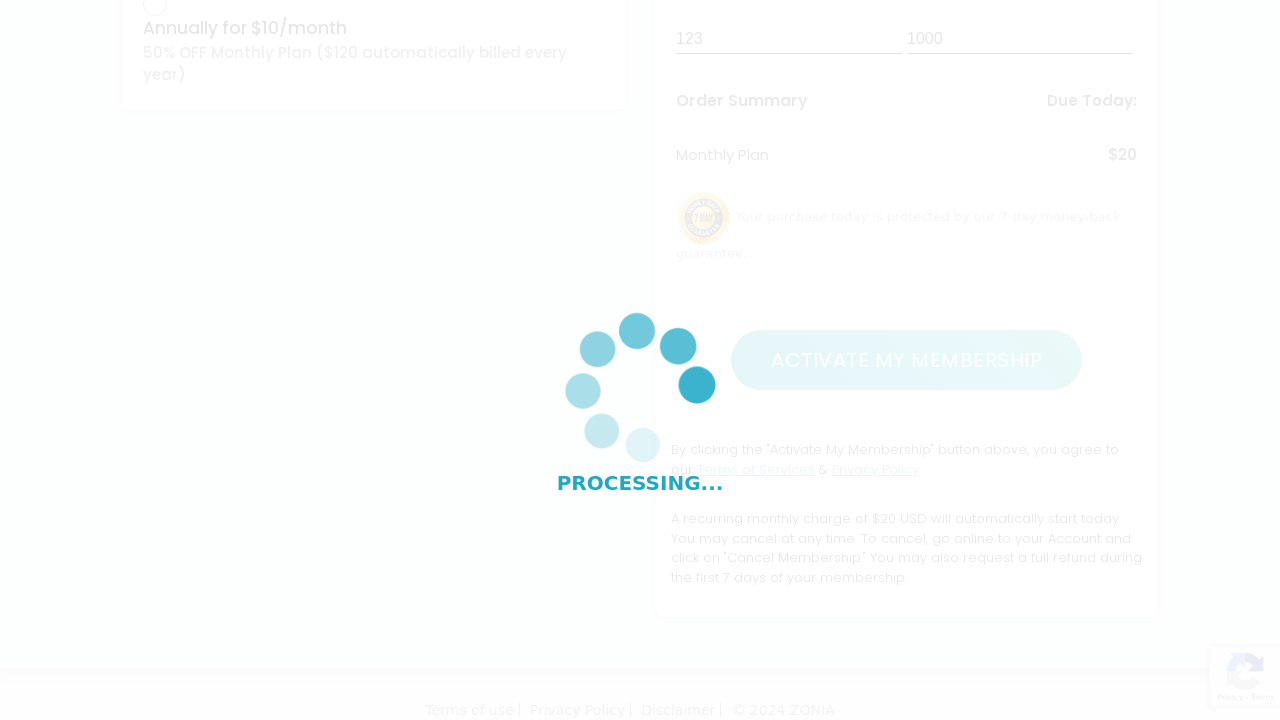 Annually for $10/month
50% OFF Monthly Plan ($120 automatically billed every
year)
123
1000
Order Summary
Due Today:
Monthly Plan
$20
7 DAY
Your purchase today is protected by our 7-day money-back
guarantee.
ACTIVATE MY MEMBERSHIP
By clicking the "Activate My Membership" button above, you agree to
our Terms of Services & Privacy Policy
PROCESSING...
A recurring monthly charge of $20 USD will automatically start today.
You may cancel at any time. To cancel, go online to your Account and
click on "Cancel Membership." You may also request a full refund during
the first 7 days of your membership.
Privacy - Terms
Terms of use | Privacy Policy | Disclaimer | © 2024 ZONIA